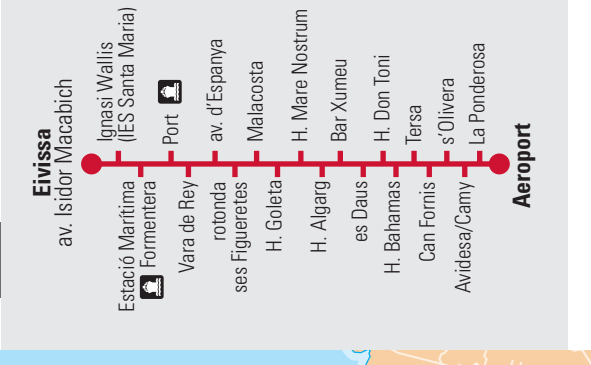 Eivissa
av. Isidor Macabich
Ignasi Wallis
(IES Santa Maria)
Estació Marítima
Formentera
Port
Vara de Rey
av. d'Espanya
rotonda
ses Figueretes
Malacosta
H. Goleta
H. Mare Nostrum
H. Algarg
Bar Xumeu
es Daus
H. Don Toni
H. Bahamas
Tersa
Can Fornis
s'Olivera
Avidesa/Camy
La Ponderosa
Aeroport